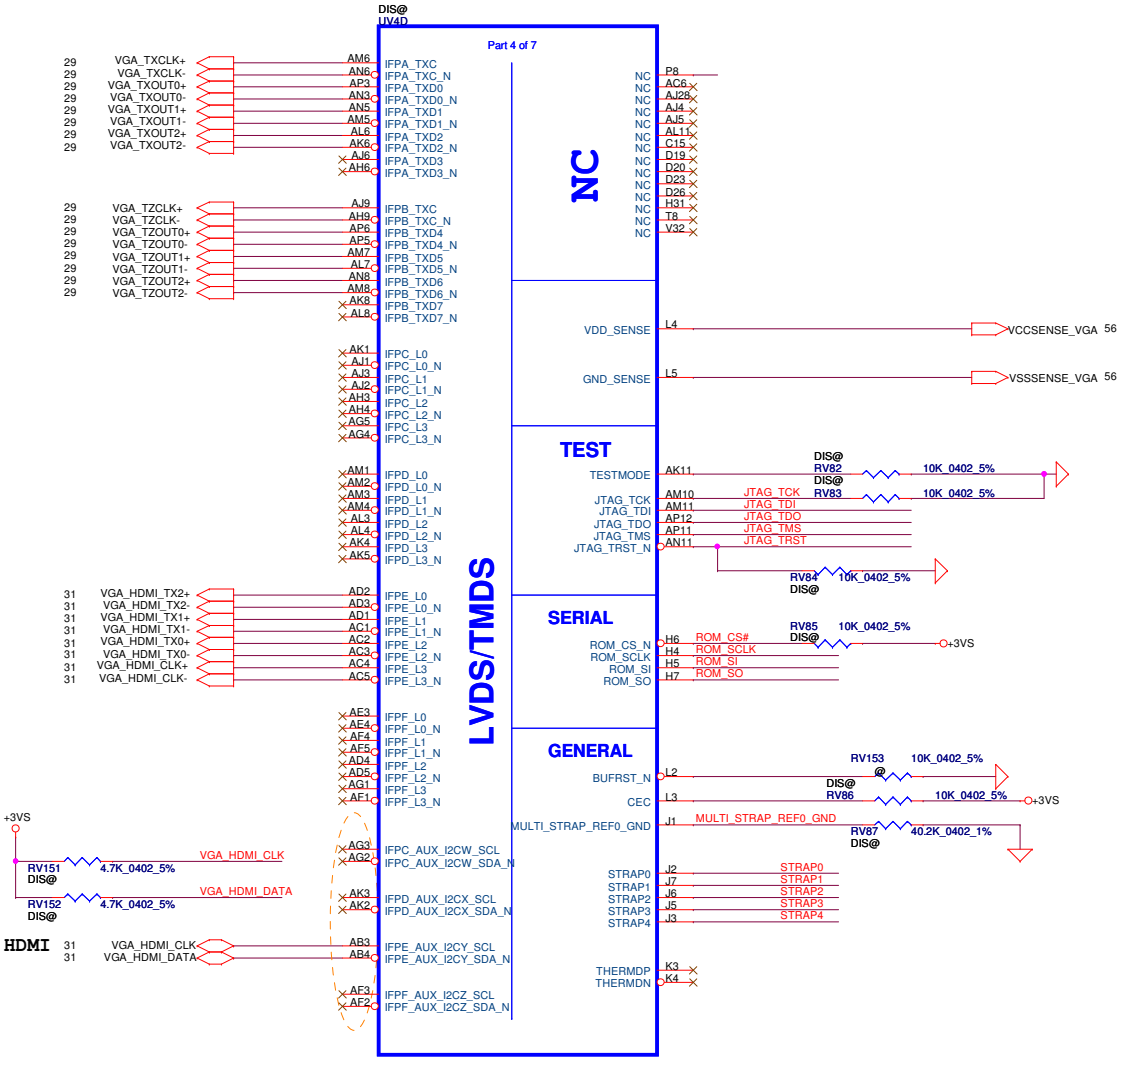 DIS@
UV4D
Part 4 of 7
29 VGA_TXCLK+ AM6 IFPA_TXC
29 VGA_TXCLK- AN6 IFPA_TXC_N
29 VGA_TXOUT0+ AP3 IFPA_TXD0
29 VGA_TXOUT0- AN3 IFPA_TXD0_N
29 VGA_TXOUT1+ AN5 IFPA_TXD1
29 VGA_TXOUT1- AM5 IFPA_TXD1_N
29 VGA_TXOUT2+ AL6 IFPA_TXD2
29 VGA_TXOUT2- AK6 IFPA_TXD2_N
AJ6 IFPA_TXD3
AH6 IFPA_TXD3_N
29 VGA_TZCLK+ AJ9 IFPB_TXC
29 VGA_TZCLK- AH9 IFPB_TXC_N
29 VGA_TZOUT0+ AP6 IFPB_TXD4
29 VGA_TZOUT0- AP5 IFPB_TXD4_N
29 VGA_TZOUT1+ AM7 IFPB_TXD5
29 VGA_TZOUT1- AL7 IFPB_TXD5_N
29 VGA_TZOUT2+ AN8 IFPB_TXD6
29 VGA_TZOUT2- AM8 IFPB_TXD6_N
AK8 IFPB_TXD7
AL8 IFPB_TXD7_N
AK1 IFPC_L0
AJ1 IFPC_L0_N
AJ3 IFPC_L1
AJ2 IFPC_L1_N
AH3 IFPC_L2
AH4 IFPC_L2_N
AG5 IFPC_L3
AG4 IFPC_L3_N
AM1 IFPD_L0
AM2 IFPD_L0_N
AM3 IFPD_L1
AM4 IFPD_L1_N
AL3 IFPD_L2
AL4 IFPD_L2_N
AK4 IFPD_L3
AK5 IFPD_L3_N
31 VGA_HDMI_TX2+ AD2 IFPE_L0
31 VGA_HDMI_TX2- AD3 IFPE_L0_N
31 VGA_HDMI_TX1+ AD1 IFPE_L1
31 VGA_HDMI_TX1- AC1 IFPE_L1_N
31 VGA_HDMI_TX0+ AC2 IFPE_L2
31 VGA_HDMI_TX0- AC3 IFPE_L2_N
31 VGA_HDMI_CLK+ AC4 IFPE_L3
31 VGA_HDMI_CLK- AC5 IFPE_L3_N
AE3 IFPF_L0
AE4 IFPF_L0_N
AF4 IFPF_L1
AF5 IFPF_L1_N
AD4 IFPF_L2
AD5 IFPF_L2_N
AG1 IFPF_L3
AF1 IFPF_L3_N
+3VS
AG3 IFPC_AUX_I2CW_SCL
AG2 IFPC_AUX_I2CW_SDA_N
VGA_HDMI_CLK
RV151 4.7K_0402_5%
DIS@
VGA_HDMI_DATA
RV152 4.7K_0402_5%
DIS@
AK3 IFPD_AUX_I2CX_SCL
AK2 IFPD_AUX_I2CX_SDA_N
HDMI
31 VGA_HDMI_CLK AB3 IFPE_AUX_I2CY_SCL
31 VGA_HDMI_DATA AB4 IFPE_AUX_I2CY_SDA_N
AF3 IFPF_AUX_I2CZ_SCL
AF2 IFPF_AUX_I2CZ_SDA_N
LVDS/TMDS
NC
NC P8
NC AC6
NC AJ28
NC AJ4
NC AJ5
NC AL11
NC C15
NC D19
NC D20
NC D23
NC D26
NC H31
NC T8
NC V32
VDD_SENSE L4 VCCSENSE_VGA 56
GND_SENSE L5 VSSSENSE_VGA 56
TEST
DIS@
TESTMODE AK11 RV82 10K_0402_5%
DIS@
JTAG_TCK AM10 JTAG_TCK RV83 10K_0402_5%
JTAG_TDI AM11 JTAG_TDI
JTAG_TDO AP12 JTAG_TDO
JTAG_TMS AP11 JTAG_TMS
JTAG_TRST_N AN11 JTAG_TRST
RV84 10K_0402_5%
DIS@
SERIAL
RV85 10K_0402_5%
DIS@
ROM_CS_N H6 ROM_CS# +3VS
ROM_SCLK H4 ROM_SCLK
ROM_SI H5 ROM_SI
ROM_SO H7 ROM_SO
GENERAL
RV153 10K_0402_5%
@
BUFRST_N L2
DIS@
CEC L3 RV86 10K_0402_5% +3VS
MULTI_STRAP_REF0_GND J1 MULTI_STRAP_REF0_GND
RV87 40.2K_0402_1%
DIS@
STRAP0 J2 STRAP0
STRAP1 J7 STRAP1
STRAP2 J6 STRAP2
STRAP3 J5 STRAP3
STRAP4 J3 STRAP4
THERMDP K3
THERMDN K4